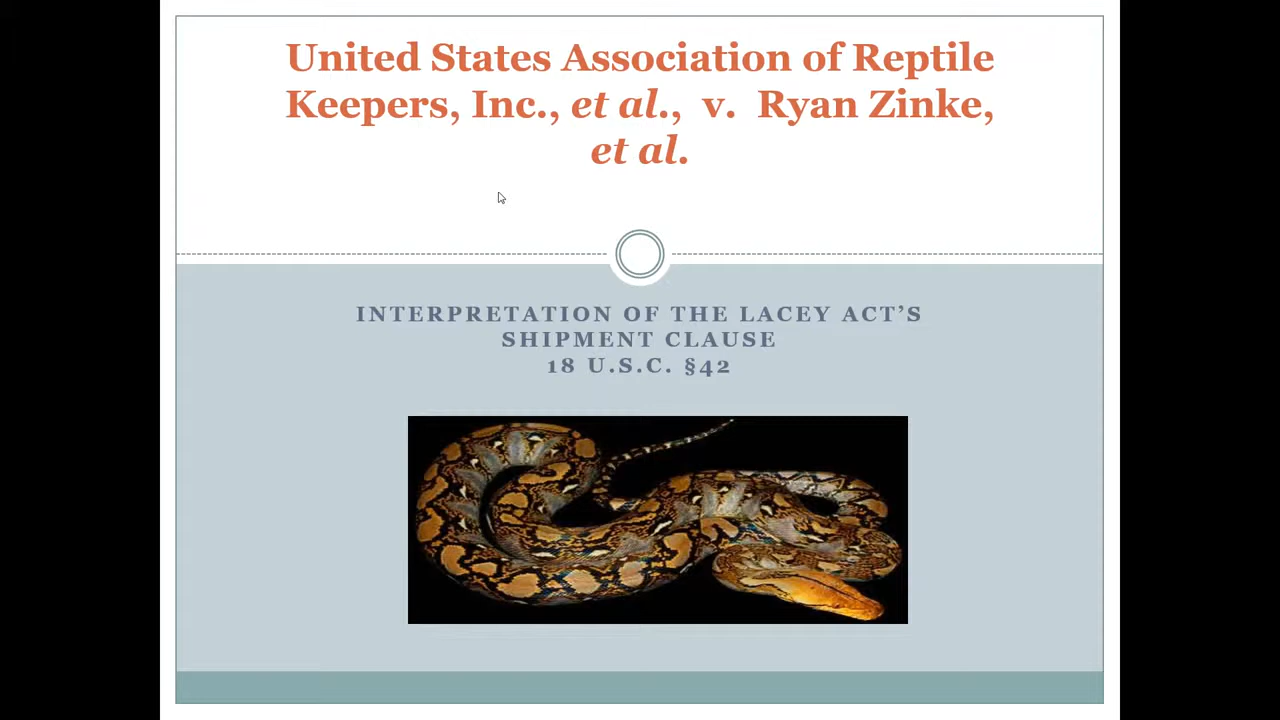 United States Association of Reptile
Keepers, Inc., et al., v. Ryan Zinke,
et al.
INTERPRETATION OF THE LACEY ACT’S
SHIPMENT CLAUSE
18 U.S.C. §42